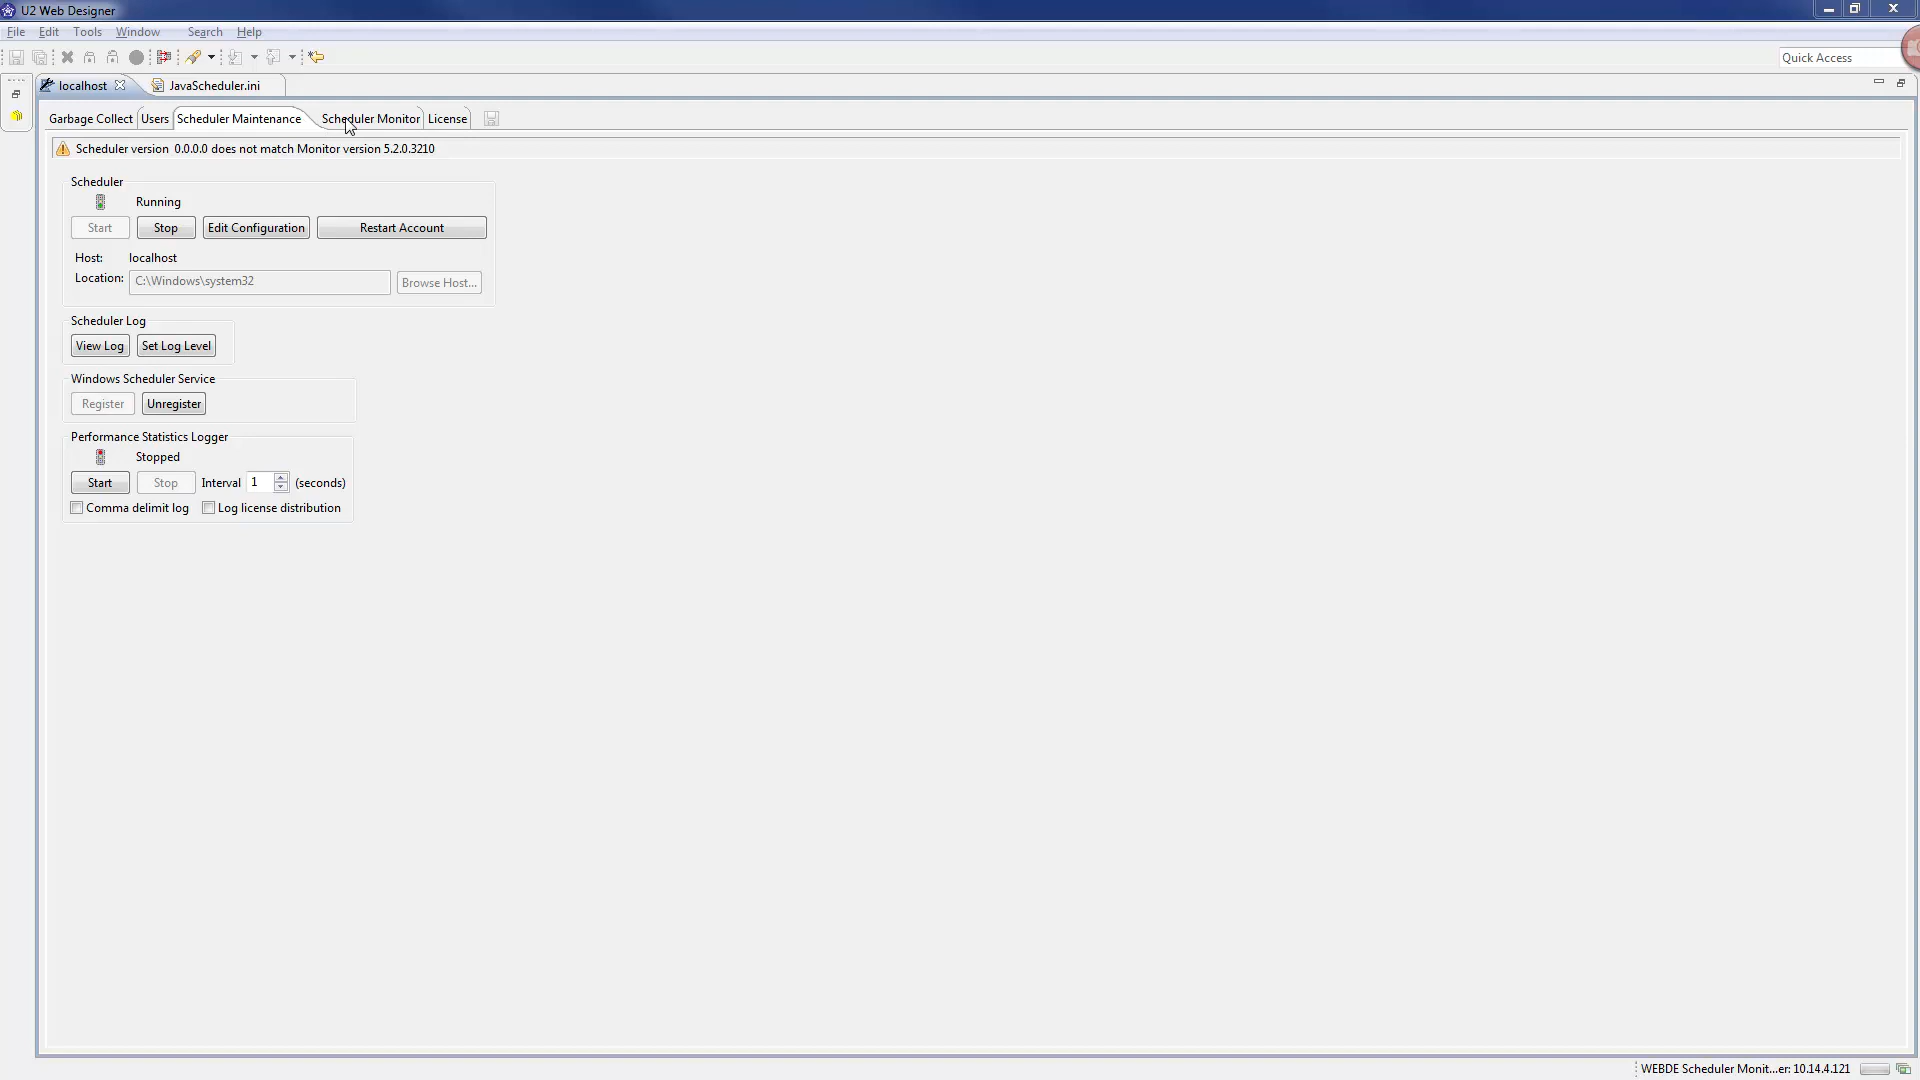 U2 Web Designer
File Edit Tools Window Search Help
Quick Access
localhost JavaScheduler.ini
Garbage Collect Users Scheduler Maintenance Scheduler Monitor License
Scheduler version 0.0.0.0 does not match Monitor version 5.2.0.3210
Scheduler
Running
Start Stop Edit Configuration Restart Account
Host: localhost
Location: C:\Windows\system32 Browse Host...
Scheduler Log
View Log Set Log Level
Windows Scheduler Service
Register Unregister
Performance Statistics Logger
Stopped
Start Stop Interval 1 (seconds)
Comma delimit log Log license distribution
WEBDE Scheduler Monit...er: 10.14.4.121